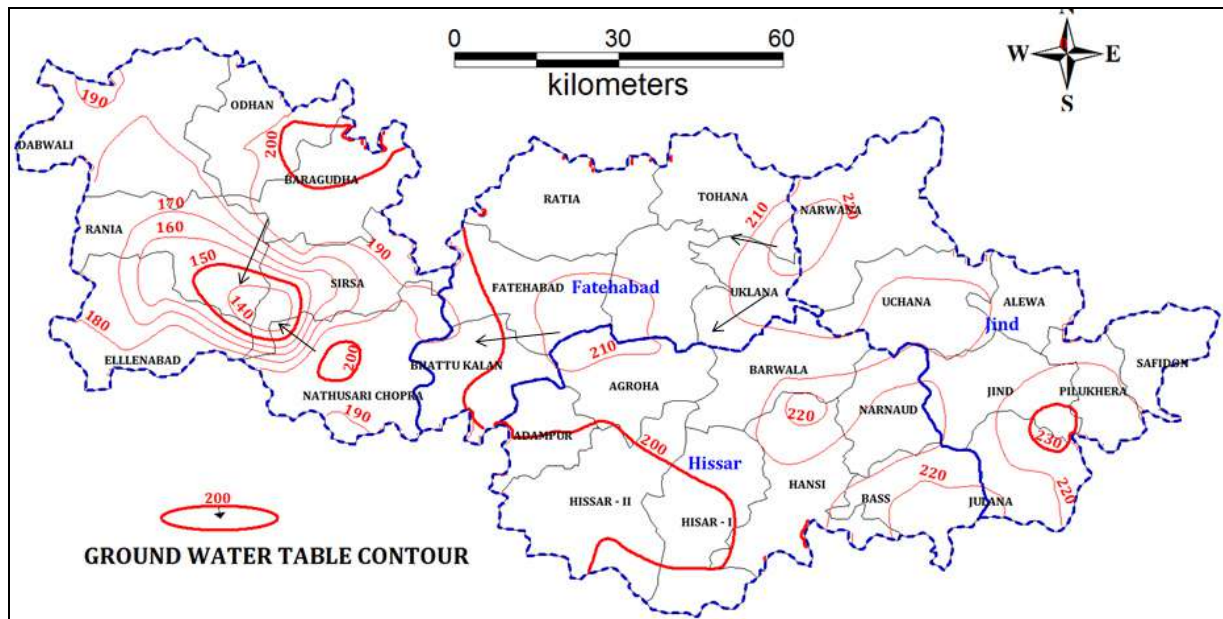 0 30 60
kilometers
N
W E
S
190
ODHAN
DABWALI
200
BARAGUDHA
RATIA
TOHANA
NARWANA
220
210
170
RANIA
160
190
150
SIRSA
140
FATEHABAD
Fatehabad
UKLANA
UCHANA
ALEWA
Jind
180
ELLLENABAD
200
BHATTU KALAN
210
AGROHA
BARWALA
SAFIDON
NATHUSARI CHOPRA
190
JIND
PILUKHERA
220
NARNAUD
230
ADAMPUR
200
Hissar
HANSI
220
BASS
JULANA
220
HISSAR - II
HISAR - I
200
GROUND WATER TABLE CONTOUR